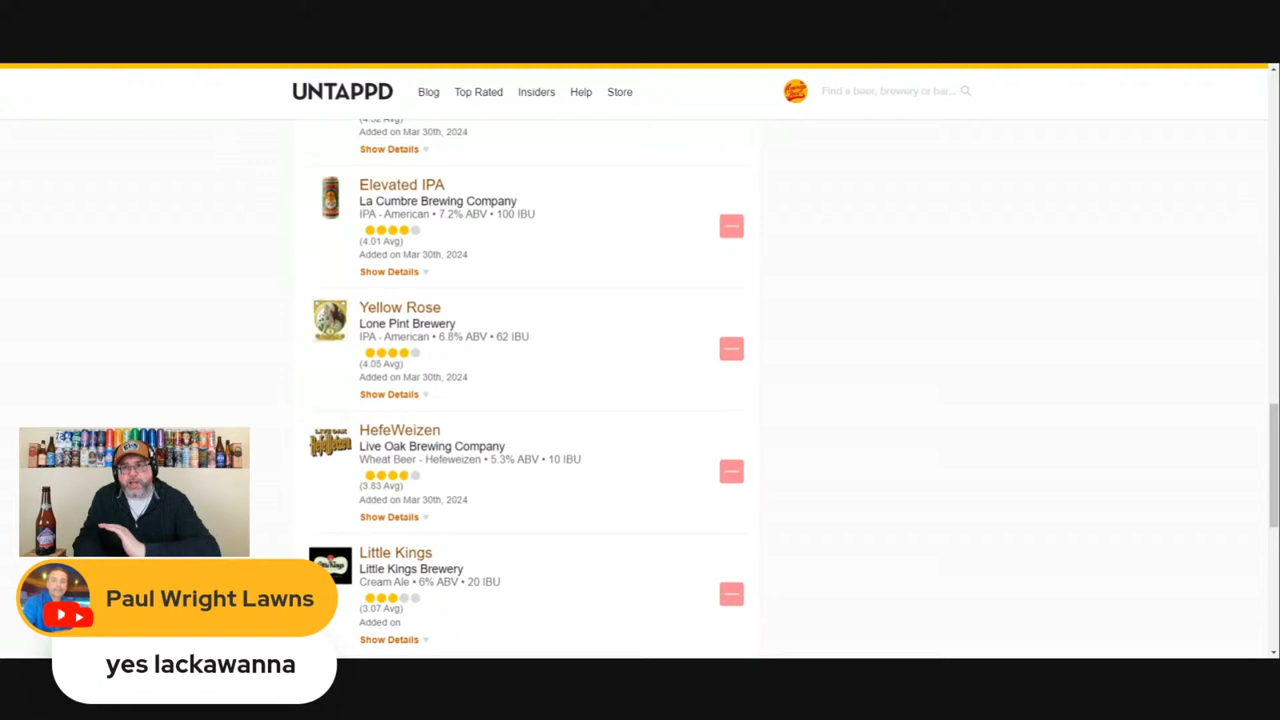 UNTAPPD
Blog
Top Rated
Insiders
Help
Store
Find a beer, brewery or bar...
Added on Mar 30th, 2024
Show Details
Elevated IPA
La Cumbre Brewing Company
IPA - American • 7.2% ABV • 100 IBU
(4.01 Avg)
Added on Mar 30th, 2024
Show Details
Yellow Rose
Lone Pint Brewery
IPA - American • 6.8% ABV • 62 IBU
(4.05 Avg)
Added on Mar 30th, 2024
Show Details
LIVE OAK
HefeWeizen
HefeWeizen
Live Oak Brewing Company
Wheat Beer - Hefeweizen • 5.3% ABV • 10 IBU
(3.83 Avg)
Added on Mar 30th, 2024
Show Details
Little Kings
Little Kings
Little Kings Brewery
Cream Ale • 6% ABV • 20 IBU
(3.07 Avg)
Added on
Show Details
Paul Wright Lawns
yes lackawanna